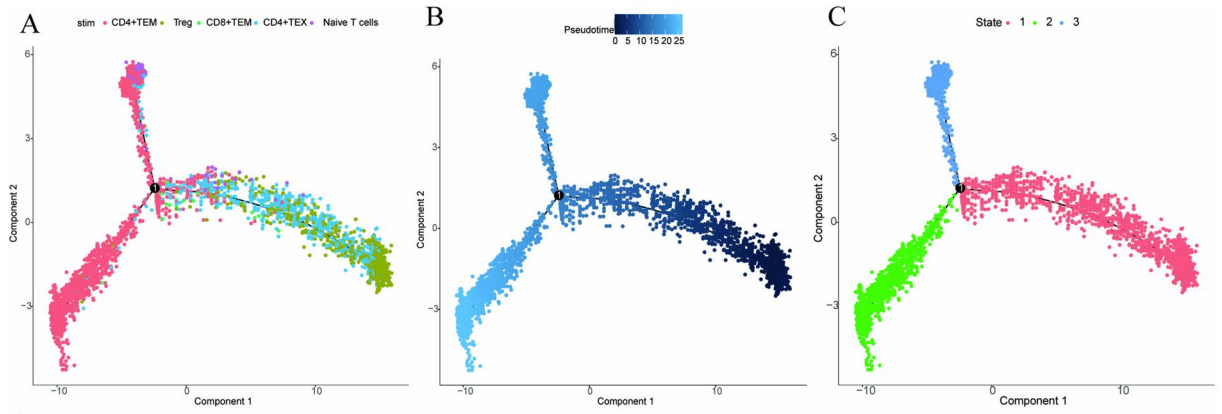 A
stim CD4+TEM Treg CD8+TEM CD4+TEX Naive T cells
6
3
0
−3
Component 2
−10 0 10
Component 1
B
Pseudotime
0 5 10 15 20 25
6
3
0
−3
Component 2
−10 0 10
Component 1
1
C
State 1 2 3
6
3
0
−3
Component 2
−10 0 10
Component 1
1